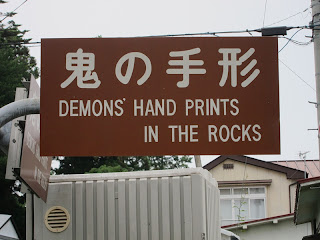 鬼の手形
DEMONS' HAND PRINTS
IN THE ROCKS